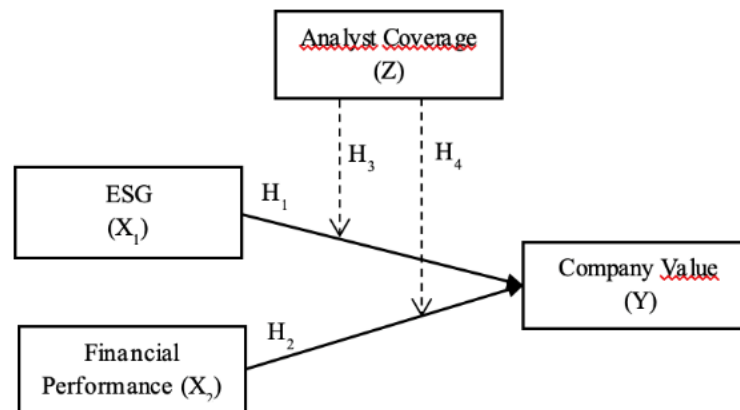 Analyst Coverage
(Z)
H₃
H₄
ESG
(X₁)
H₁
Company Value
(Y)
H₂
Financial
Performance (X₂)